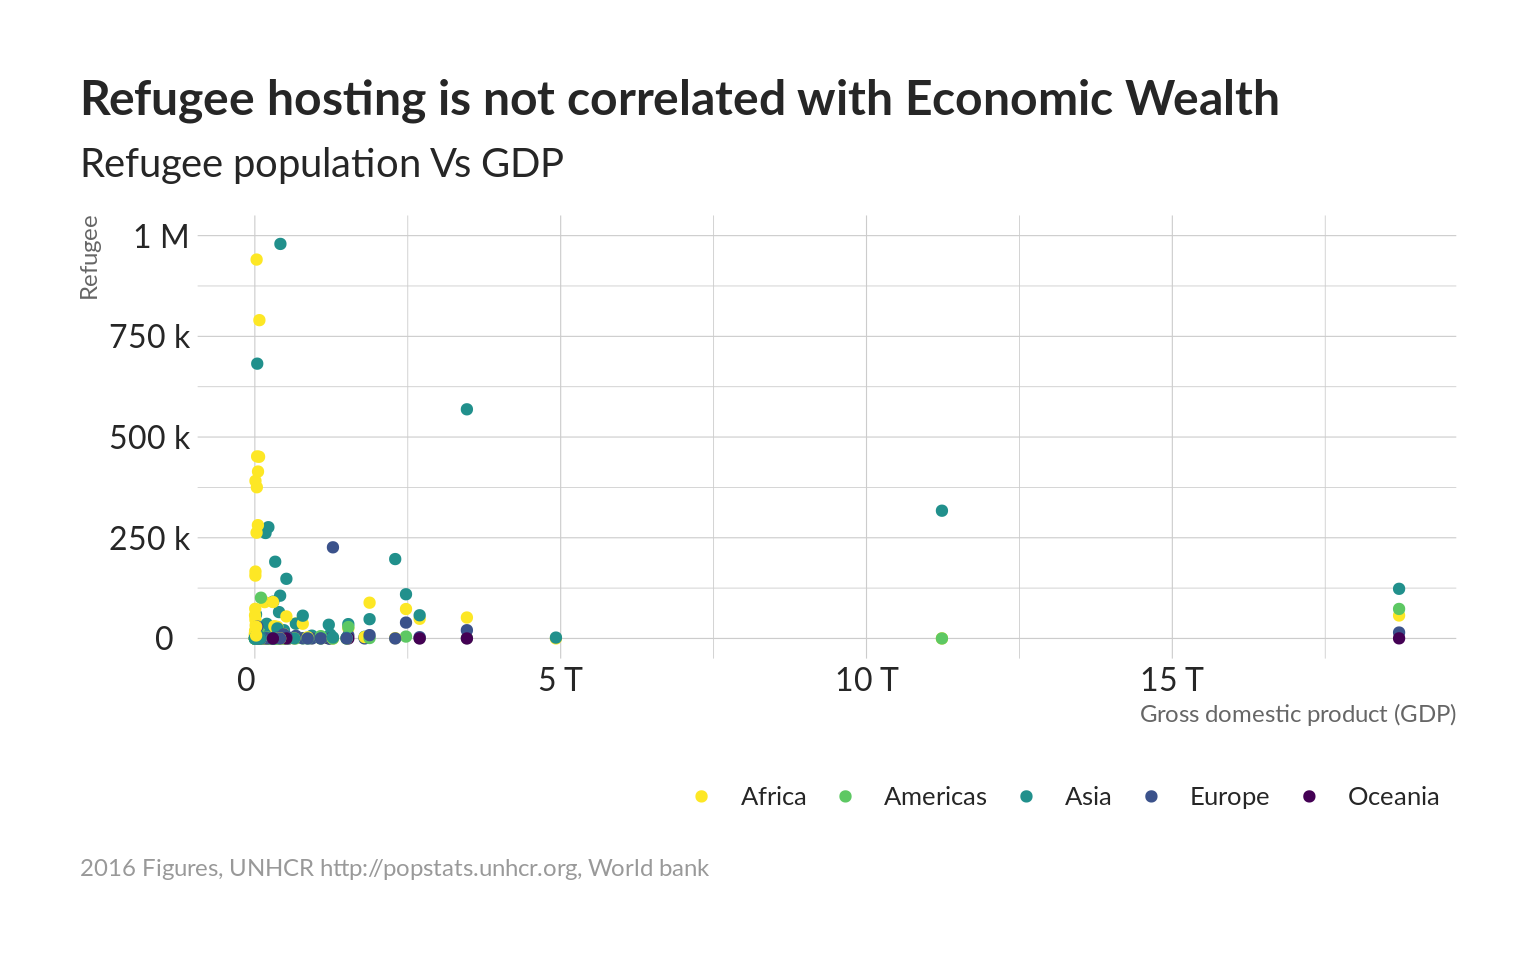 Refugee hosting is not correlated with Economic Wealth
Refugee population Vs GDP
Refugee
1 M
750 k
500 k
250 k
0
0 5 T 10 T 15 T
Gross domestic product (GDP)
Africa Americas Asia Europe Oceania
2016 Figures, UNHCR http://popstats.unhcr.org, World bank